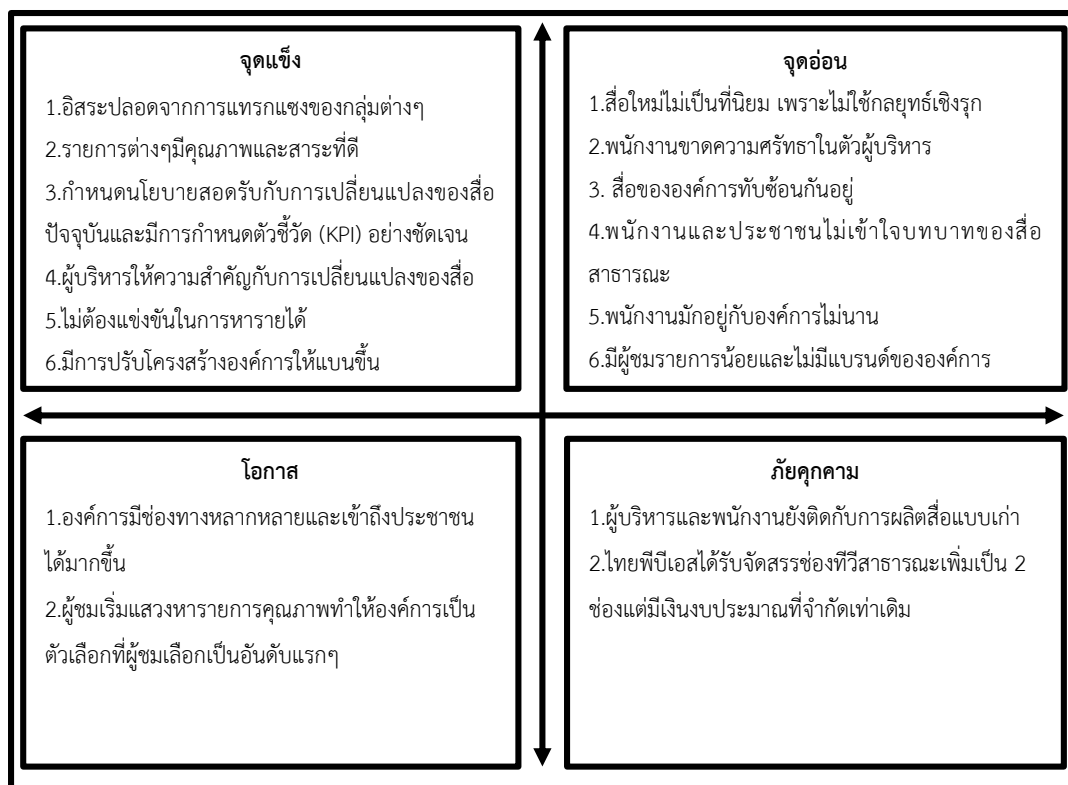 จุดแข็ง
1.อิสระปลอดจากการแทรกแซงของกลุ่มต่างๆ
2.รายการต่างๆมีคุณภาพและสาระที่ดี
3.กำหนดนโยบายสอดรับกับการเปลี่ยนแปลงของสื่อ
ปัจจุบันและมีการกำหนดตัวชี้วัด (KPI) อย่างชัดเจน
4.ผู้บริหารให้ความสำคัญกับการเปลี่ยนแปลงของสื่อ
5.ไม่ต้องแข่งขันในการหารายได้
6.มีการปรับโครงสร้างองค์การให้แบนขึ้น
จุดอ่อน
1.สื่อใหม่ไม่เป็นที่นิยม เพราะไม่ใช้กลยุทธ์เชิงรุก
2.พนักงานขาดความศรัทธาในตัวผู้บริหาร
3. สื่อขององค์การทับซ้อนกันอยู่
4.พนักงานและประชาชนไม่เข้าใจบทบาทของสื่อ
สาธารณะ
5.พนักงานมักอยู่กับองค์การไม่นาน
6.มีผู้ชมรายการน้อยและไม่มีแบรนด์ขององค์การ
โอกาส
1.องค์การมีช่องทางหลากหลายและเข้าถึงประชาชน
ได้มากขึ้น
2.ผู้ชมเริ่มแสวงหารายการคุณภาพทำให้องค์การเป็น
ตัวเลือกที่ผู้ชมเลือกเป็นอันดับแรกๆ
ภัยคุกคาม
1.ผู้บริหารและพนักงานยังติดกับการผลิตสื่อแบบเก่า
2.ไทยพีบีเอสได้รับจัดสรรช่องทีวีสาธารณะเพิ่มเป็น 2
ช่องแต่มีเงินงบประมาณที่จำกัดเท่าเดิม